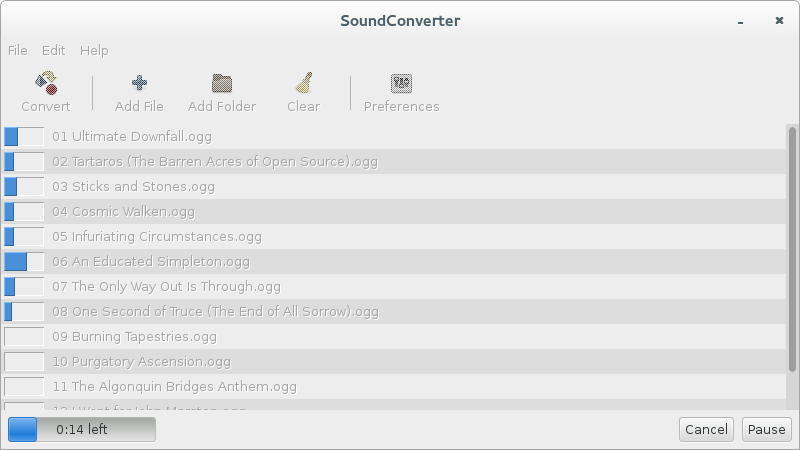 SoundConverter
File Edit Help
Convert Add File Add Folder Clear Preferences
01 Ultimate Downfall.ogg
02 Tartaros (The Barren Acres of Open Source).ogg
03 Sticks and Stones.ogg
04 Cosmic Walken.ogg
05 Infuriating Circumstances.ogg
06 An Educated Simpleton.ogg
07 The Only Way Out Is Through.ogg
08 One Second of Truce (The End of All Sorrow).ogg
09 Burning Tapestries.ogg
10 Purgatory Ascension.ogg
11 The Algonquin Bridges Anthem.ogg
0:14 left Cancel Pause